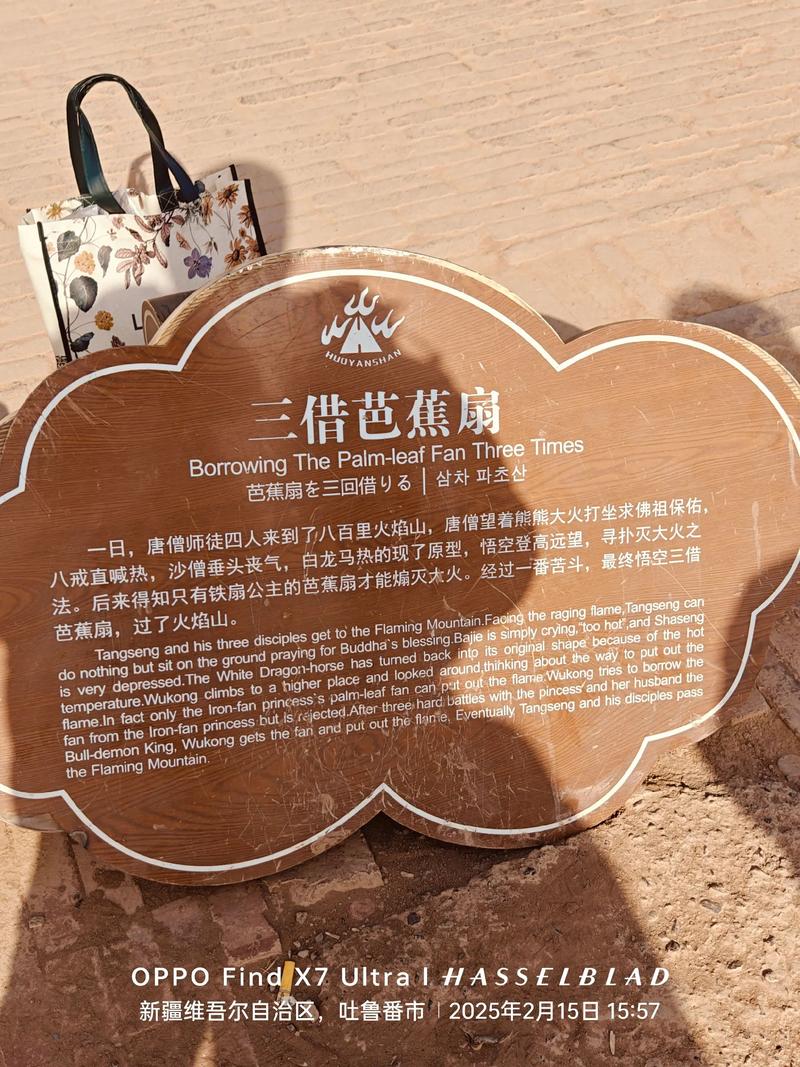 L
HUOYANSHAN
三借芭蕉扇
Borrowing The Palm-leaf Fan Three Times
芭蕉扇を三回借りる | 삼차 파초산
一日，唐僧师徒四人来到了八百里火焰山，唐僧望着熊熊大火打坐求佛祖保佑，
八戒直喊热，沙僧垂头丧气，白龙马热的现了原型，悟空登高远望，寻扑灭大火之
法。后来得知只有铁扇公主的芭蕉扇才能煽灭大火。经过一番苦斗，最终悟空三借
芭蕉扇，过了火焰山。
Tangseng and his three disciples get to the Flaming Mountain.Facing the raging flame,Tangseng can
do nothing but sit on the ground praying for Buddha`s blessing.Bajie is simply crying,"too hot",and Shaseng
is very depressed.The White Dragon-horse has turned back into its original shape because of the hot
temperature.Wukong climbs to a higher place and looked around,thinking about the way to put out the
flame.In fact only the Iron-fan princess`s palm-leaf fan can put out the flame.Wukong tries to borrow the
fan from the Iron-fan princess but is rejected.After three hard battles with the pincess and her husband the
Bull-demon King, Wukong gets the fan and put out the flame. Eventually Tangseng and his disciples pass
the Flaming Mountain.
OPPO Find X7 Ultra | HASSELBLAD
新疆维吾尔自治区，吐鲁番市 | 2025年2月15日 15:57